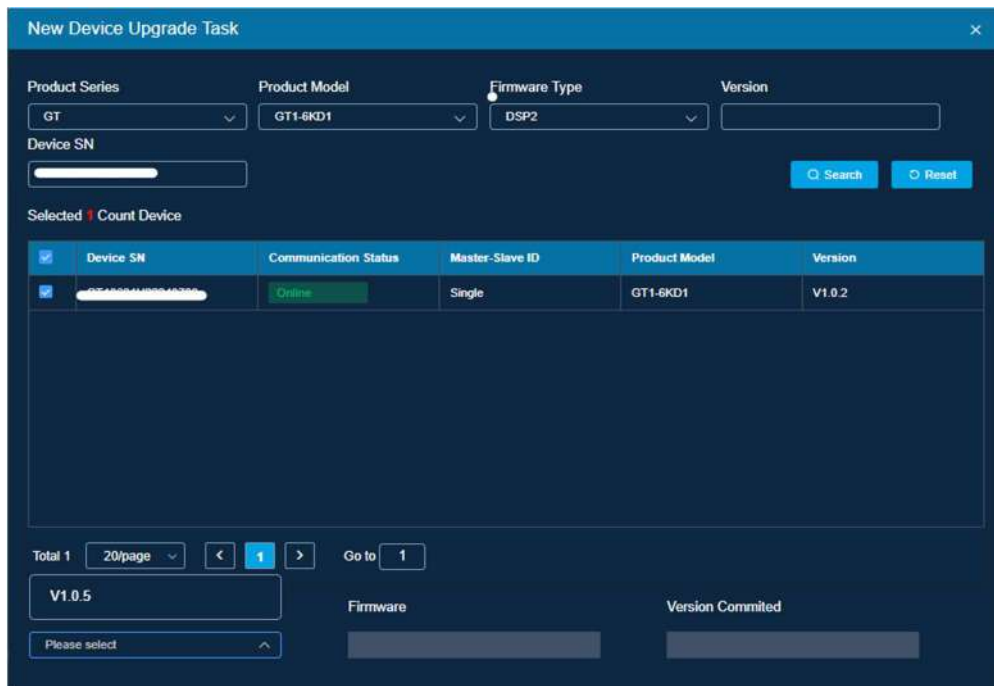 New Device Upgrade Task ×
Product Series Product Model Firmware Type Version
GT GT1-6KD1 DSP2
Device SN
Search Reset
Selected 1 Count Device
Device SN Communication Status Master-Slave ID Product Model Version
Online Single GT1-6KD1 V1.0.2
Total 1 20/page < 1 > Go to 1
V1.0.5
Firmware Version Commited
Please select